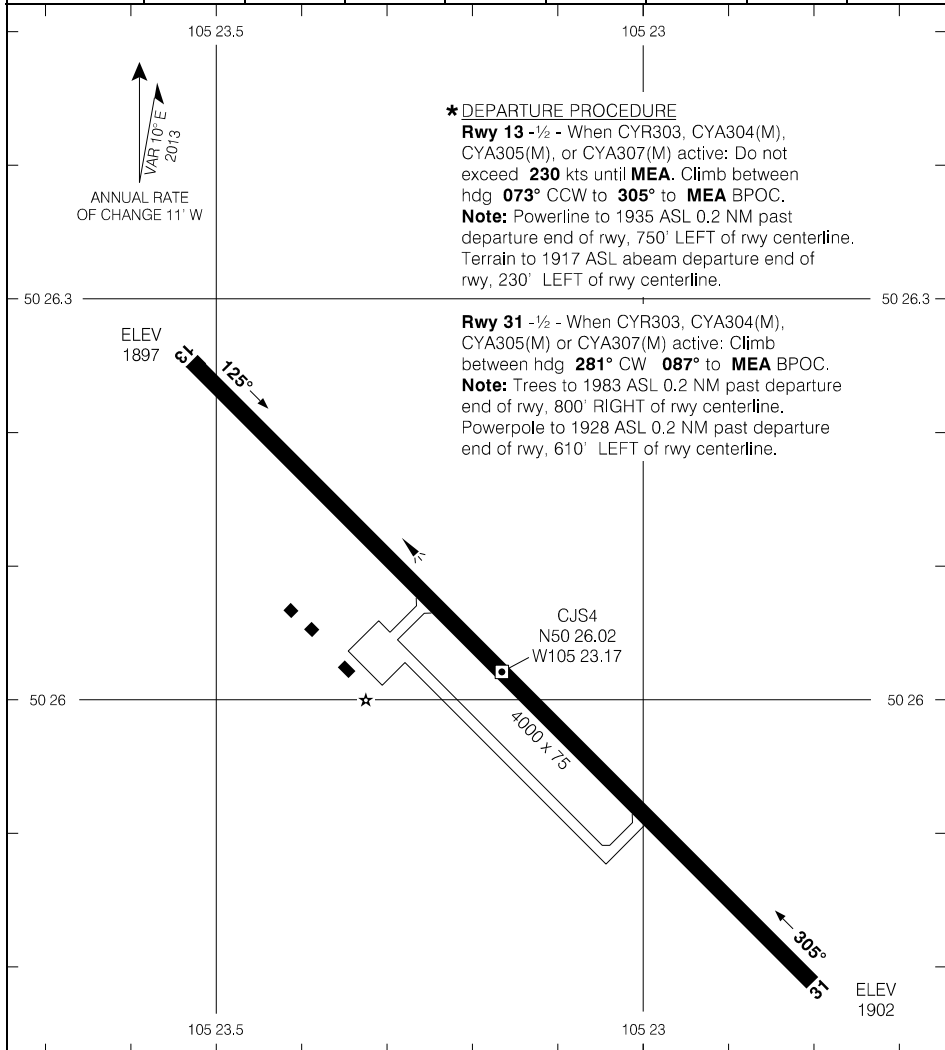 105 23.5
105 23
VAR 10° E
2013
ANNUAL RATE
OF CHANGE 11' W
* DEPARTURE PROCEDURE
Rwy 13 -½ - When CYR303, CYA304(M),
CYA305(M), or CYA307(M) active: Do not
exceed 230 kts until MEA. Climb between
hdg 073° CCW to 305° to MEA BPOC.
Note: Powerline to 1935 ASL 0.2 NM past
departure end of rwy, 750' LEFT of rwy centerline.
Terrain to 1917 ASL abeam departure end of
rwy, 230' LEFT of rwy centerline.
50 26.3
50 26.3
Rwy 31 -½ - When CYR303, CYA304(M),
CYA305(M) or CYA307(M) active: Climb
between hdg 281° CW 087° to MEA BPOC.
Note: Trees to 1983 ASL 0.2 NM past departure
end of rwy, 800' RIGHT of rwy centerline.
Powerpole to 1928 ASL 0.2 NM past departure
end of rwy, 610' LEFT of rwy centerline.
ELEV
1897
13
125°
CJS4
N50 26.02
W105 23.17
50 26
50 26
4000 x 75
305°
31
ELEV
1902
105 23.5
105 23